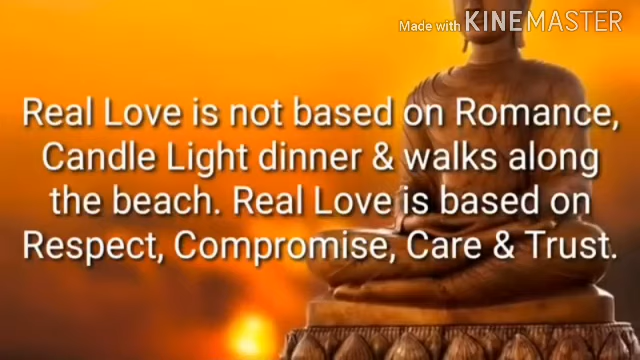 Made with KINEMASTER
Real Love is not based on Romance,
Candle Light dinner & walks along
the beach. Real Love is based on
Respect, Compromise, Care & Trust.